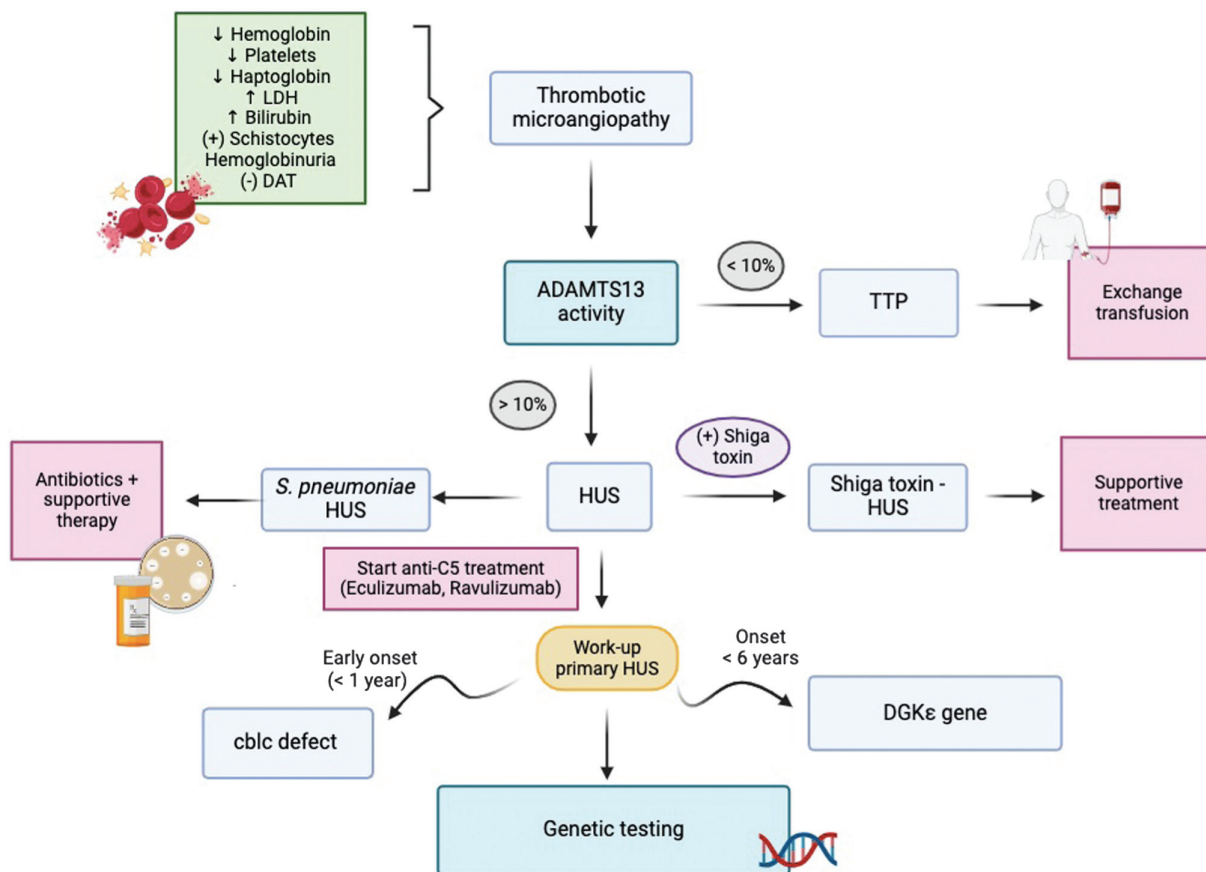 ↓ Hemoglobin
↓ Platelets
↓ Haptoglobin
↑ LDH
↑ Bilirubin
(+) Schistocytes
Hemoglobinuria
(-) DAT
Thrombotic
microangiopathy
ADAMTS13
activity
< 10%
TTP
Exchange
transfusion
> 10%
(+) Shiga
toxin
Antibiotics +
supportive
therapy
S. pneumoniae
HUS
HUS
Shiga toxin -
HUS
Supportive
treatment
Start anti-C5 treatment
(Eculizumab, Ravulizumab)
Early onset
(< 1 year)
Work-up
primary HUS
Onset
< 6 years
cblc defect
DGKε gene
Genetic testing